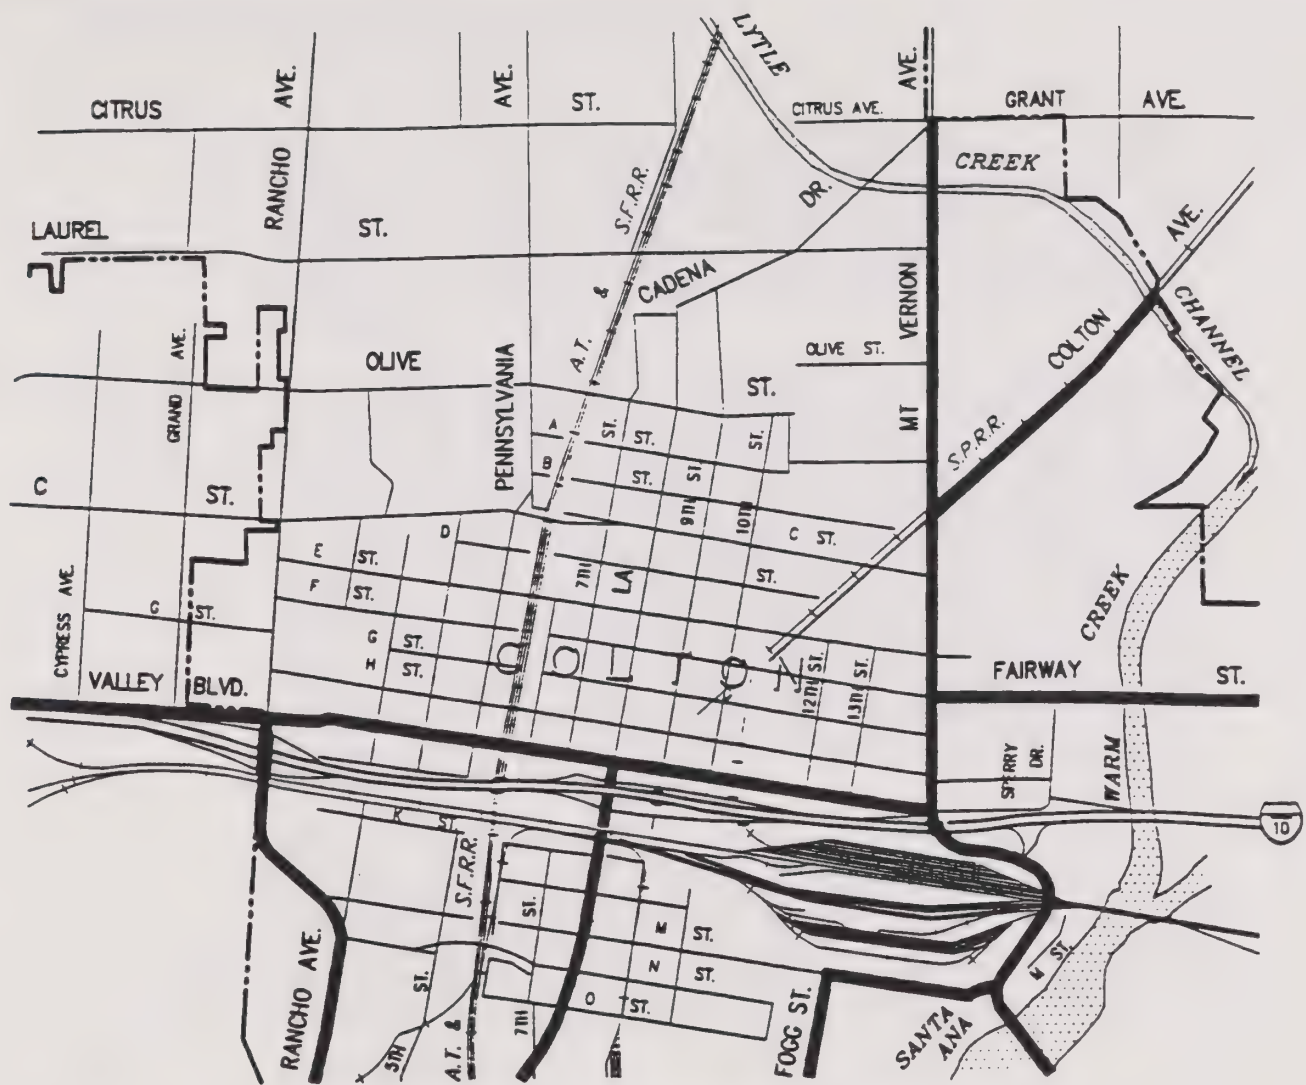 LYTLE
CITRUS
AVE.
AVE.
ST.
AVE.
CITRUS AVE.
GRANT
AVE.
RANCHO
S.F.R.R.
DR.
CREEK
AVE.
LAUREL
ST.
A.T. &
CADENA
VERNON
COLTON
CHANNEL
GRAND
AVE.
OLIVE
PENNSYLVANIA
OLIVE ST.
ST.
MT
A
ST.
ST.
ST.
S.P.R.R.
B
ST.
ST.
C
ST.
9TH
10TH
C ST.
D
E
ST.
7TH
LA
ST.
CREEK
F
ST.
CYPRESS AVE.
G
ST.
G
ST.
H
ST.
COLTON
12TH ST.
13TH ST.
FAIRWAY
ST.
VALLEY
BLVD.
SPERRY
DR.
WARM
K ST.
10
S.F.R.R.
ST.
M
ST.
M ST.
RANCHO AVE.
ST.
N
ST.
O
ST.
5TH
A.T. &
7TH
FOGG ST.
SANTA
ANA